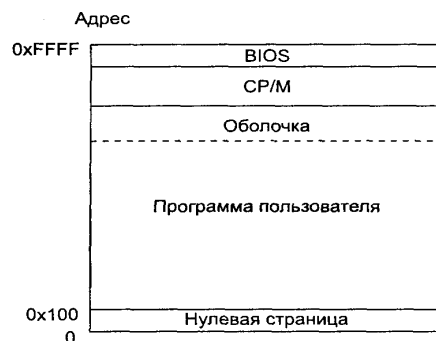 Адрес
0xFFFF
BIOS
CP/M
Оболочка
Программа пользователя
0x100
Нулевая страница
0